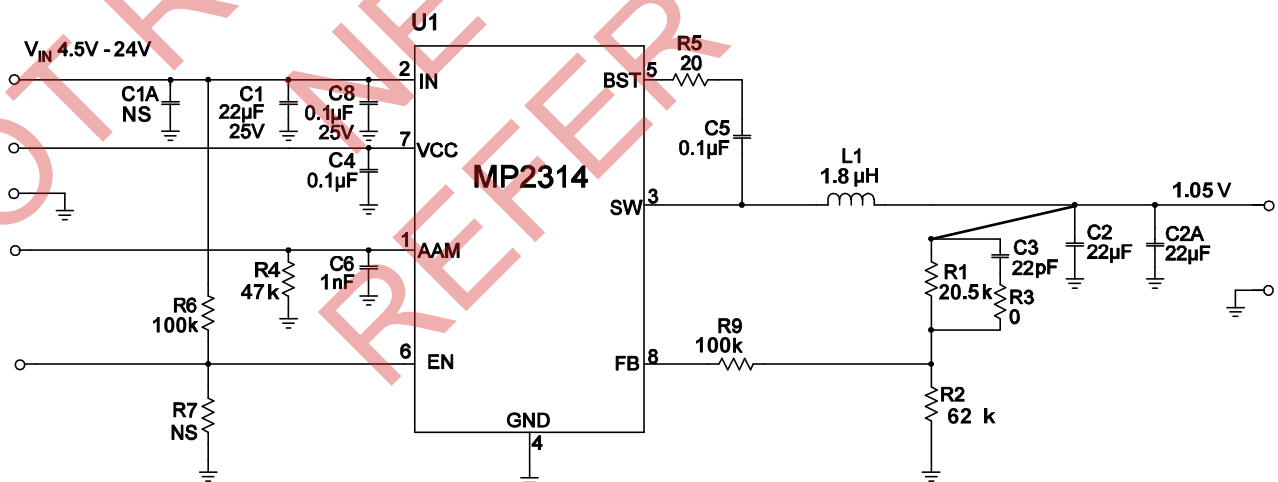 U1
V_IN 4.5V - 24V
C1A
NS
C1
22µF
25V
C8
0.1µF
25V
2
IN
BST
5
R5
20
C5
0.1µF
7
VCC
C4
0.1µF
MP2314
L1
1.8 µH
SW
3
1.05 V
1
AAM
R4
47k
C6
1nF
C3
22pF
R1
20.5k
R3
0
C2
22µF
C2A
22µF
R6
100k
6
EN
FB
8
R9
100k
R7
NS
R2
62 k
GND
4
REFER